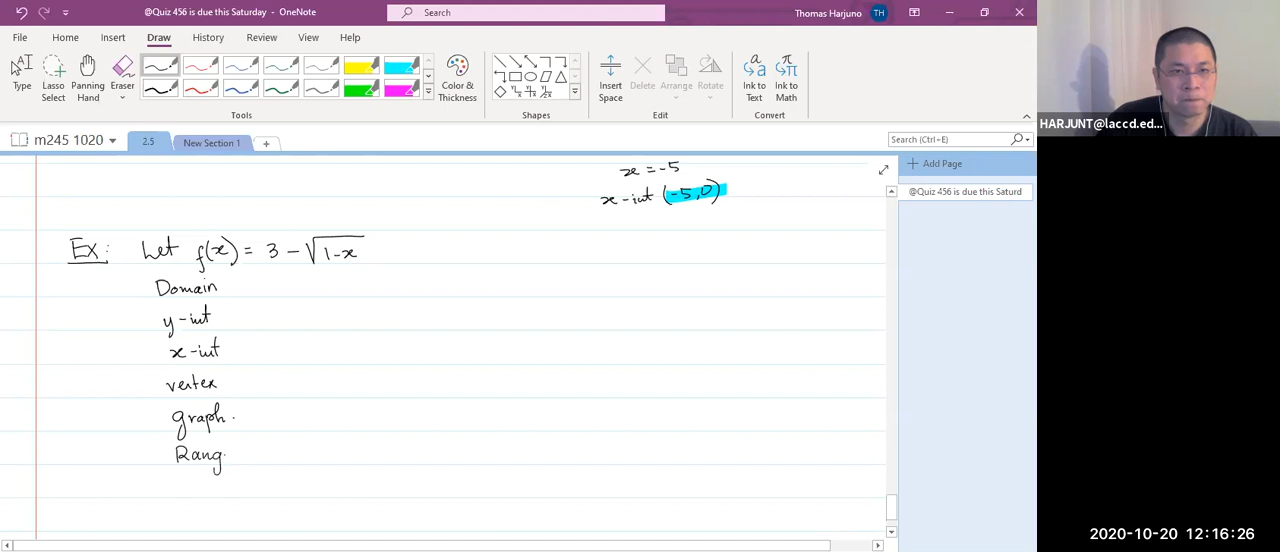 @Quiz 456 is due this Saturday - OneNote
Search
Thomas Harjuno TH
File Home Insert Draw History Review View Help
Type
Lasso Select
Panning Hand
Eraser
Color & Thickness
Insert Space
Delete
Arrange
Rotate
Ink to Text
Ink to Math
Tools
Shapes
Edit
Convert
m245 1020
2.5
New Section 1
Search (Ctrl+E)
Add Page
@Quiz 456 is due this Saturd
x = -5
x-int (-5,0)
Ex: Let f(x) = 3 - √1-x
Domain
y-int
x-int
vertex
graph.
Rang
HARJUNT@laccd.ed...
2020-10-20 12:16:26